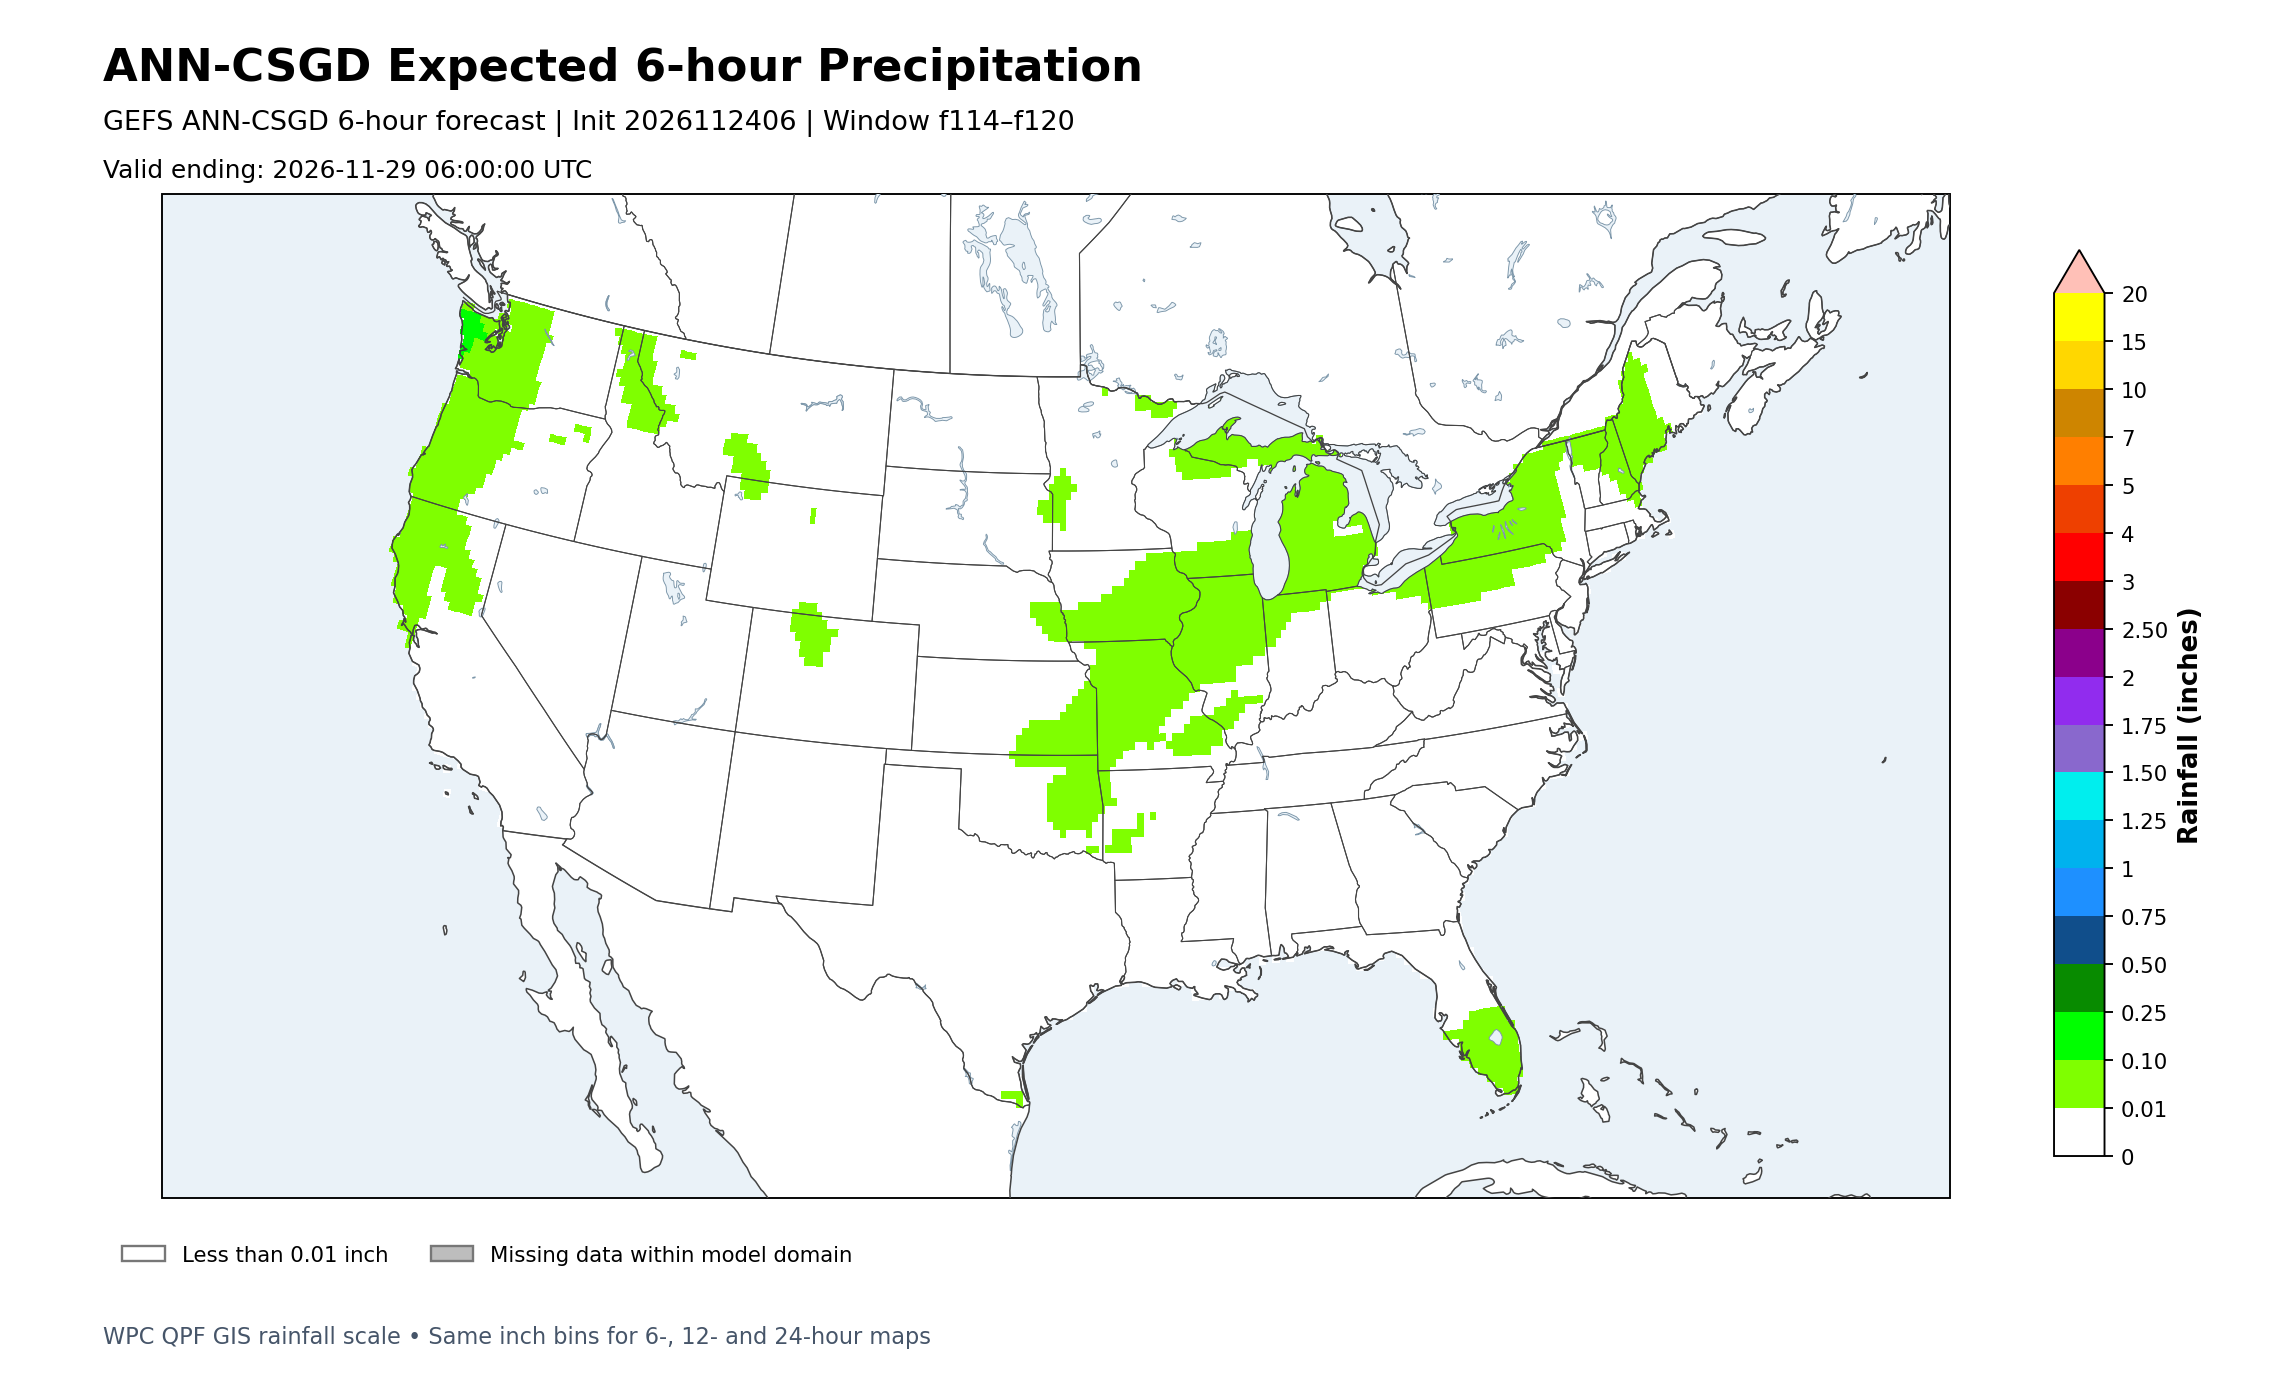 ANN-CSGD Expected 6-hour Precipitation
GEFS ANN-CSGD 6-hour forecast | Init 2026112406 | Window f114–f120
Valid ending: 2026-11-29 06:00:00 UTC
20
15
10
7
5
4
3
2.50
2
1.75
1.50
1.25
1
0.75
0.50
0.25
0.10
0.01
0
Rainfall (inches)
Less than 0.01 inch
Missing data within model domain
WPC QPF GIS rainfall scale • Same inch bins for 6-, 12- and 24-hour maps